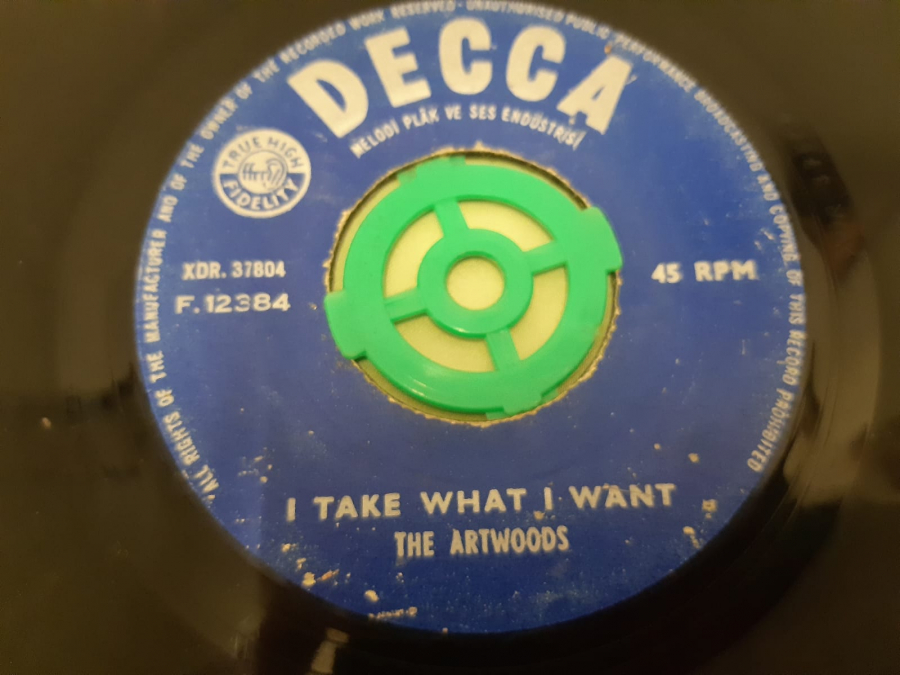 ALL RIGHTS OF THE MANUFACTURER AND OF THE OWNER OF THE RECORDED WORK RESERVED · UNAUTHORISED PUBLIC PERFORMANCE BROADCASTING AND COPYING OF THIS RECORD PROHIBITED
DECCA
MELODİ PLÂK VE SES ENDÜSTRİSİ
TRUE HIGH
ffrr
FIDELITY
XDR. 37804
F. 12384
45 RPM
I TAKE WHAT I WANT
THE ARTWOODS